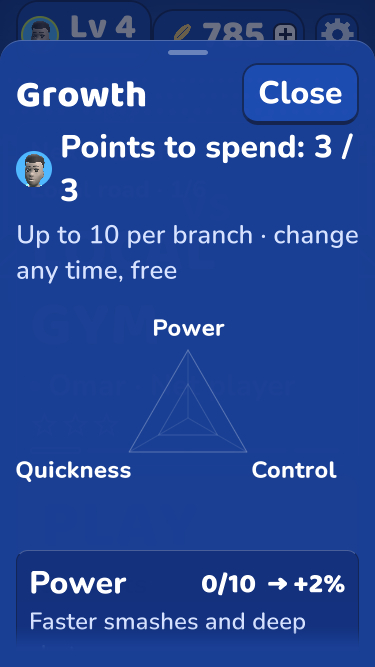 Lv 4 785
Growth Close
Points to spend: 3 /
3
Up to 10 per branch · change
any time, free
Power
Quickness Control
Power 0/10 → +2%
Faster smashes and deep